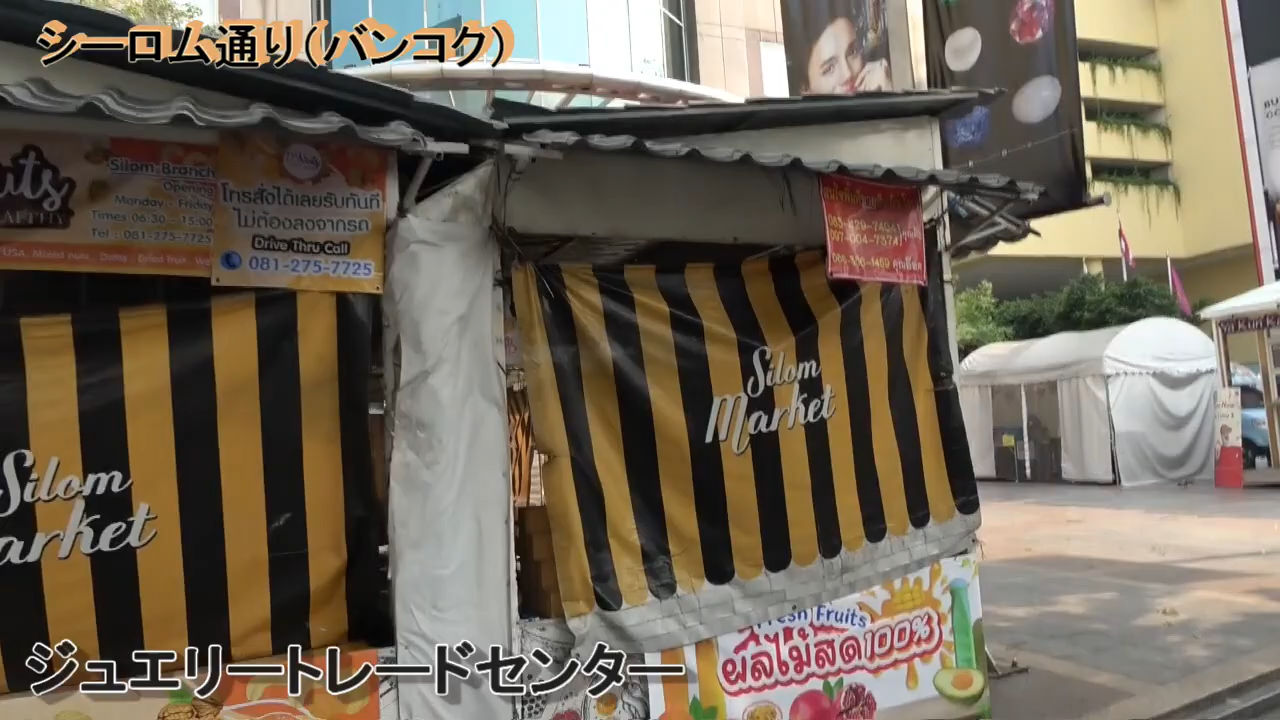 シーロム通り(バンコク)
Silom Branch
Opening
Monday - Friday
Times 06:30 - 15:00
Tel : 081-275-7725
โทรสั่งได้เลยรับทันที
ไม่ต้องลงจากรถ
Drive Thru Call
081-275-7725
Silom
Market
Silom
arket
Fresh Fruits
ผลไม้สด100%
ジュエリートレードセンター